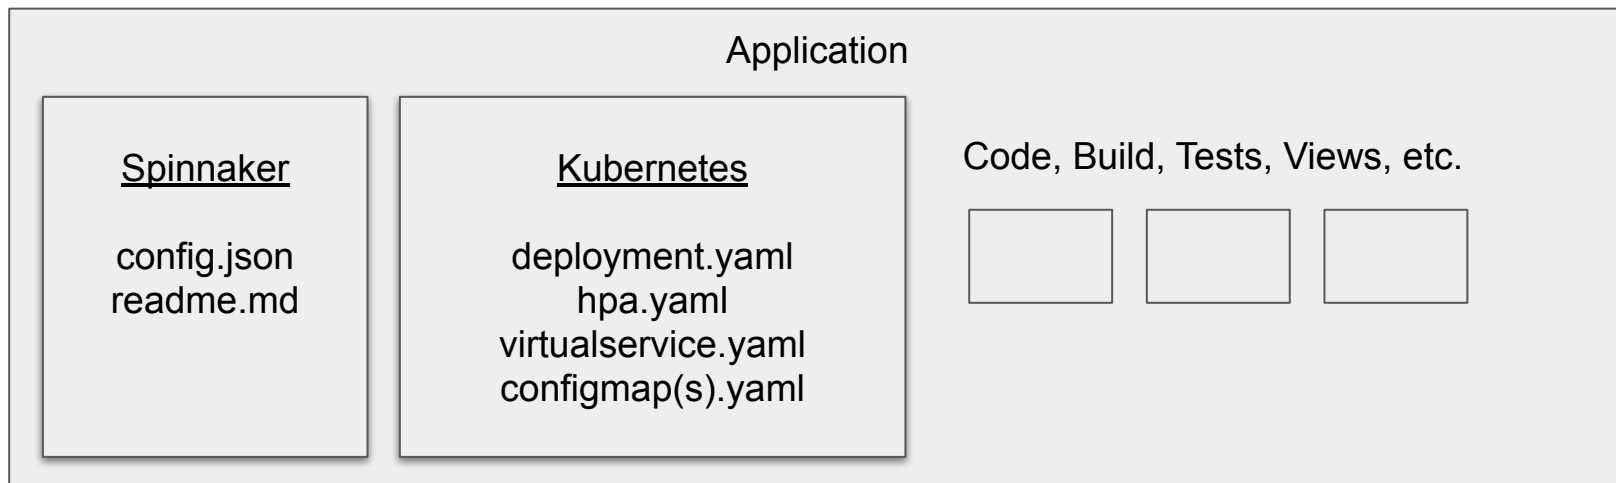 Application
Spinnaker
config.json
readme.md
Kubernetes
deployment.yaml
hpa.yaml
virtualservice.yaml
configmap(s).yaml
Code, Build, Tests, Views, etc.